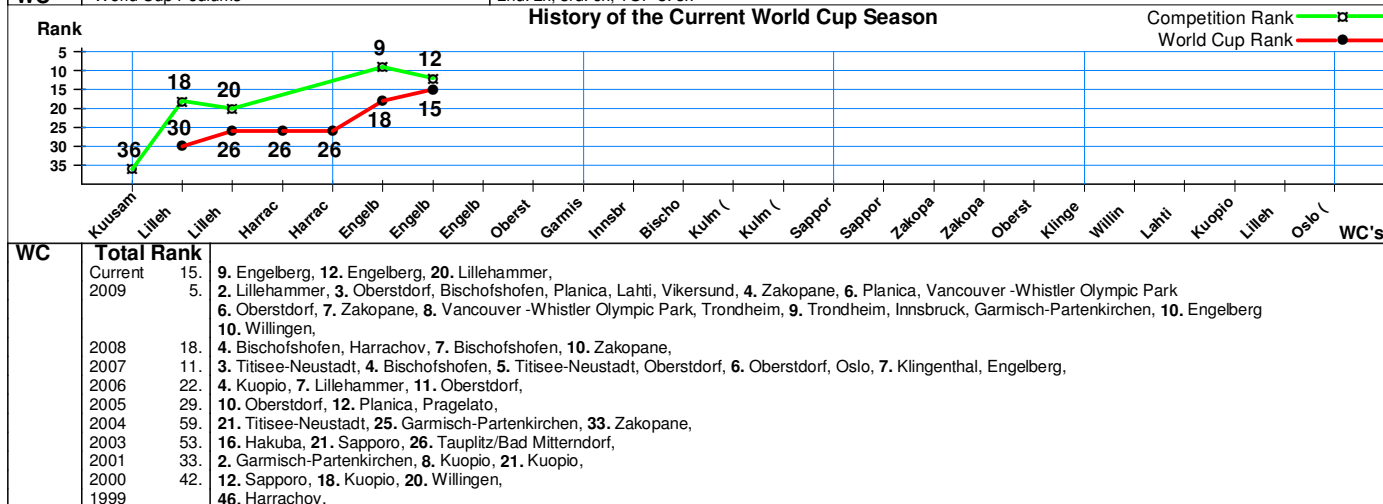 World Cup Podiums
History of the Current World Cup Season
Competition Rank
World Cup Rank
Rank
5
10
15
20
25
30
35
36 18 20 9 12
30 26 26 26 18 15
Kuusam Lilleh Lilleh Harrac Harrac Engelb Engelb Engelb Oberst Garmis Innsbr Bischo Kulm ( Kulm ( Sappor Sappor Zakopa Zakopa Oberst Klinge Willin Lahti Kuopio Lilleh Oslo ( WC's
WC Total Rank
Current 15. 9. Engelberg, 12. Engelberg, 20. Lillehammer,
2009 5. 2. Lillehammer, 3. Oberstdorf, Bischofshofen, Planica, Lahti, Vikersund, 4. Zakopane, 6. Planica, Vancouver -Whistler Olympic Park
6. Oberstdorf, 7. Zakopane, 8. Vancouver -Whistler Olympic Park, Trondheim, 9. Trondheim, Innsbruck, Garmisch-Partenkirchen, 10. Engelberg
10. Willingen,
2008 18. 4. Bischofshofen, Harrachov, 7. Bischofshofen, 10. Zakopane,
2007 11. 3. Titisee-Neustadt, 4. Bischofshofen, 5. Titisee-Neustadt, Oberstdorf, 6. Oberstdorf, Oslo, 7. Klingenthal, Engelberg,
2006 22. 4. Kuopio, 7. Lillehammer, 11. Oberstdorf,
2005 29. 10. Oberstdorf, 12. Planica, Pragelato,
2004 59. 21. Titisee-Neustadt, 25. Garmisch-Partenkirchen, 33. Zakopane,
2003 53. 16. Hakuba, 21. Sapporo, 26. Tauplitz/Bad Mitterndorf,
2001 33. 2. Garmisch-Partenkirchen, 8. Kuopio, 21. Kuopio,
2000 42. 12. Sapporo, 18. Kuopio, 20. Willingen,
1999 46. Harrachov,